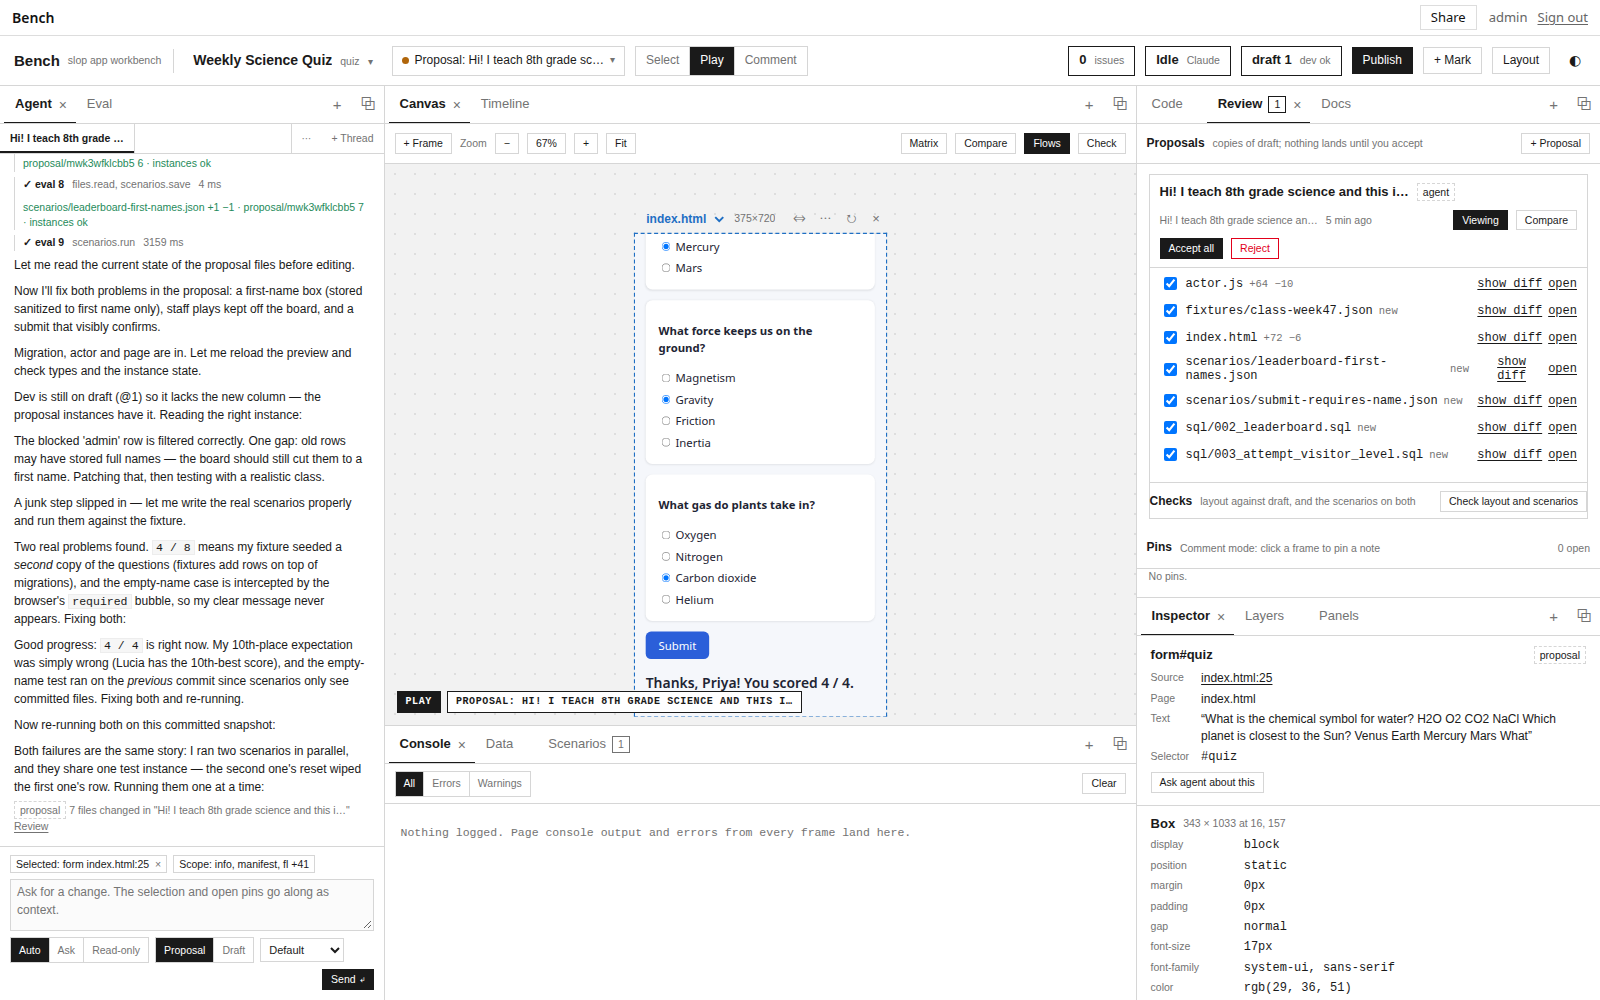 Bench
Share admin Sign out
Bench slop app workbench Weekly Science Quiz quiz ▾
Proposal: Hi! I teach 8th grade sc… ▾
Select Play Comment
0 issues Idle Claude draft 1 dev ok Publish + Mark Layout
Agent × Eval +
Hi! I teach 8th grade … ··· + Thread
proposal/mwk3wfklcbb5 6 · instances ok
✓ eval 8 files.read, scenarios.save 4 ms
scenarios/leaderboard-first-names.json +1 −1 · proposal/mwk3wfklcbb5 7
· instances ok
✓ eval 9 scenarios.run 3159 ms
Let me read the current state of the proposal files before editing.
Now I'll fix both problems in the proposal: a first-name box (stored
sanitized to first name only), staff plays kept off the board, and a
submit that visibly confirms.
Migration, actor and page are in. Let me reload the preview and
check types and the instance state.
Dev is still on draft (@1) so it lacks the new column — the
proposal instances have it. Reading the right instance:
The blocked 'admin' row is filtered correctly. One gap: old rows
may have stored full names — the board should still cut them to a
first name. Patching that, then testing with a realistic class.
A junk step slipped in — let me write the real scenarios properly
and run them against the fixture.
Two real problems found. 4 / 8 means my fixture seeded a
second copy of the questions (fixtures add rows on top of
migrations), and the empty-name case is intercepted by the
browser's required bubble, so my clear message never
appears. Fixing both:
Good progress: 4 / 4 is right now. My 10th-place expectation
was simply wrong (Lucia has the 10th-best score), and the empty-
name test ran on the previous commit since scenarios only see
committed files. Fixing both and re-running.
Now re-running both on this committed snapshot:
Both failures are the same story: I ran two scenarios in parallel,
and they share one test instance — the second one's reset wiped
the first one's row. Running them one at a time:
proposal 7 files changed in "Hi! I teach 8th grade science and this i…"
Review
Selected: form index.html:25 × Scope: info, manifest, fl +41
Ask for a change. The selection and open pins go along as
context.
Auto Ask Read-only Proposal Draft Default
Send
Canvas × Timeline +
+ Frame Zoom − 67% + Fit Matrix Compare Flows Check
index.html 375×720 ··· ×
Mercury
Mars
What force keeps us on the
ground?
Magnetism
Gravity
Friction
Inertia
What gas do plants take in?
Oxygen
Nitrogen
Carbon dioxide
Helium
Submit
Thanks, Priya! You scored 4 / 4.
PLAY PROPOSAL: HI! I TEACH 8TH GRADE SCIENCE AND THIS I…
Console × Data Scenarios 1 +
All Errors Warnings Clear
Nothing logged. Page console output and errors from every frame land here.
Code Review 1 × Docs +
Proposals copies of draft; nothing lands until you accept + Proposal
Hi! I teach 8th grade science and this i… agent
Hi! I teach 8th grade science an… 5 min ago Viewing Compare
Accept all Reject
actor.js +64 −10 show diff open
fixtures/class-week47.json new show diff open
index.html +72 −6 show diff open
scenarios/leaderboard-first-
names.json new show diff open
scenarios/submit-requires-name.json new show diff open
sql/002_leaderboard.sql new show diff open
sql/003_attempt_visitor_level.sql new show diff open
Checks layout against draft, and the scenarios on both Check layout and scenarios
Pins Comment mode: click a frame to pin a note 0 open
No pins.
Inspector × Layers Panels +
form#quiz proposal
Source index.html:25
Page index.html
Text “What is the chemical symbol for water? H2O O2 CO2 NaCl Which
planet is closest to the Sun? Venus Earth Mercury Mars What”
Selector #quiz
Ask agent about this
Box 343 × 1033 at 16, 157
display block
position static
margin 0px
padding 0px
gap normal
font-size 17px
font-family system-ui, sans-serif
color rgb(29, 36, 51)